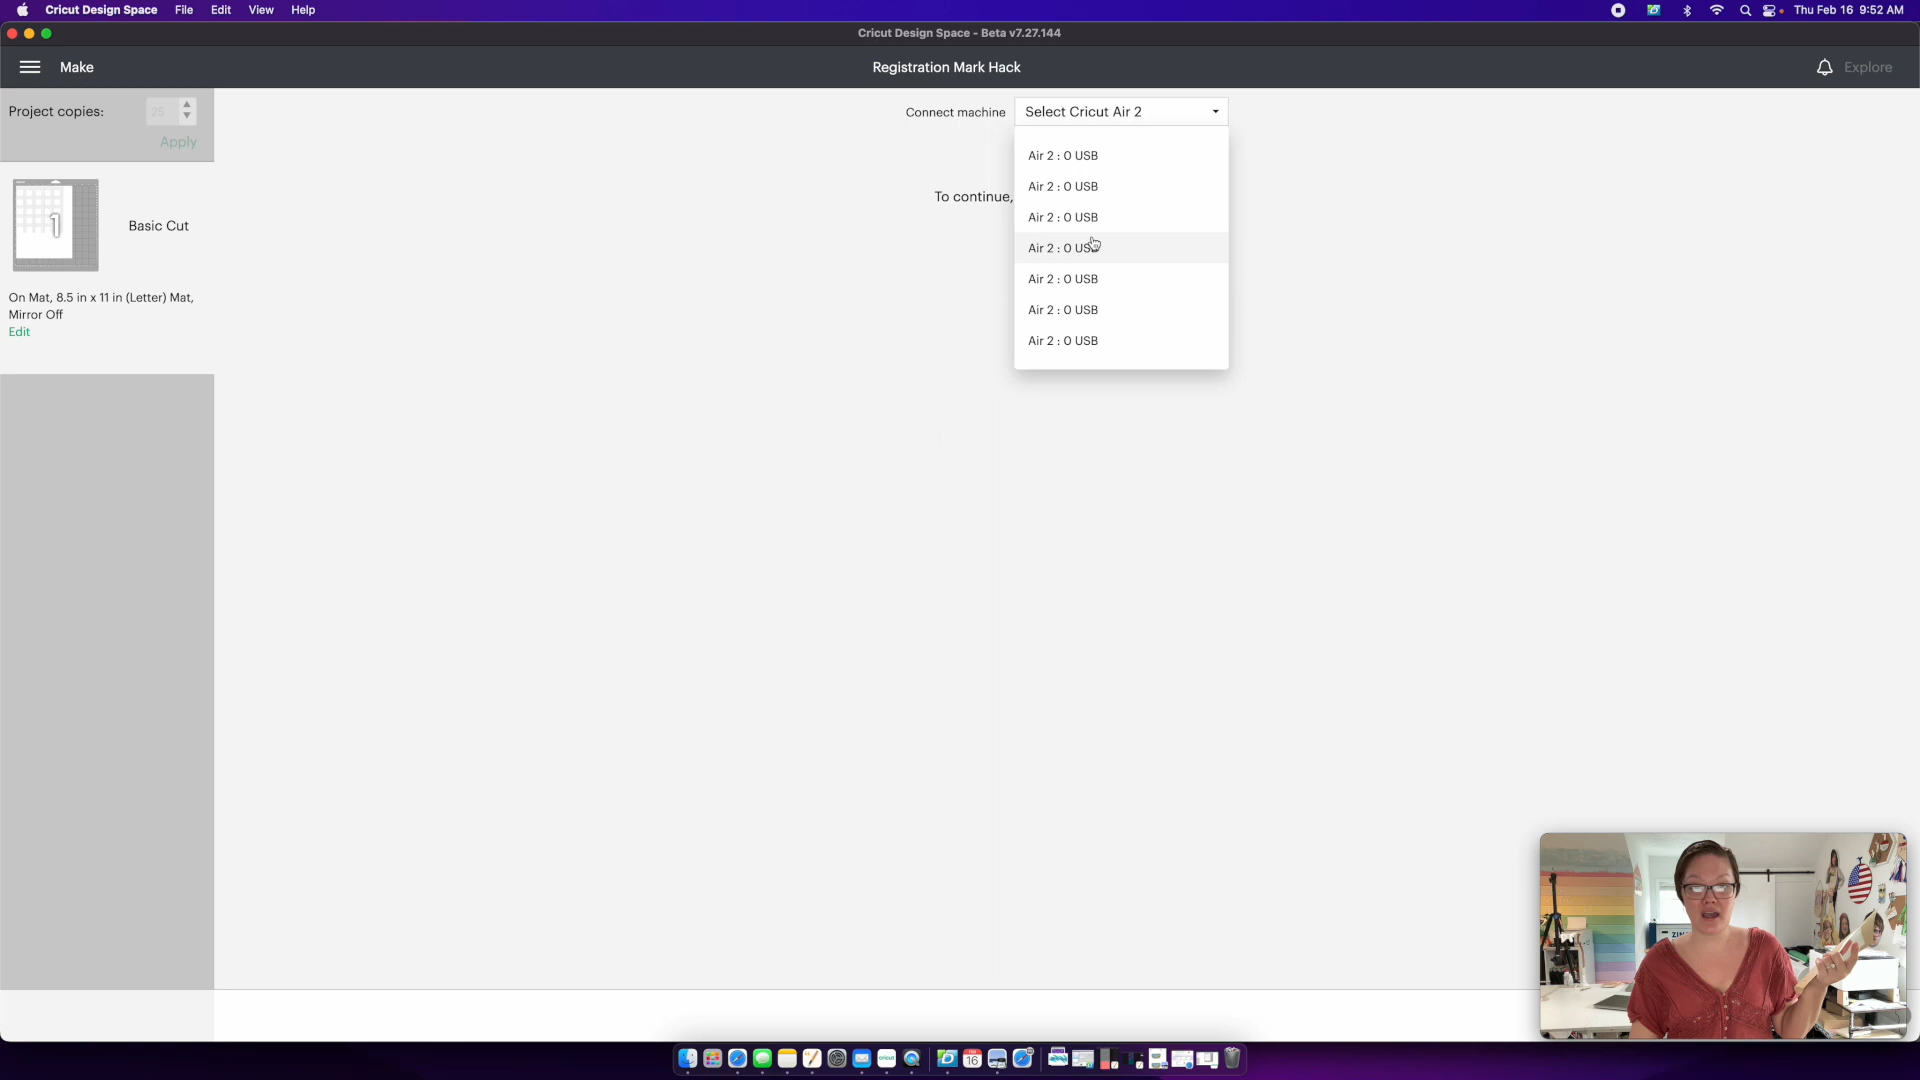 Cricut Design Space File Edit View Help
Thu Feb 16 9:52 AM
Cricut Design Space - Beta v7.27.144
Make
Registration Mark Hack
Explore
Project copies: 25
Apply
Connect machine Select Cricut Air 2
Air 2 : 0 USB
Air 2 : 0 USB
To continue,
Air 2 : 0 USB
Air 2 : 0 USB
Air 2 : 0 USB
Air 2 : 0 USB
Air 2 : 0 USB
1
Basic Cut
On Mat, 8.5 in x 11 in (Letter) Mat,
Mirror Off
Edit